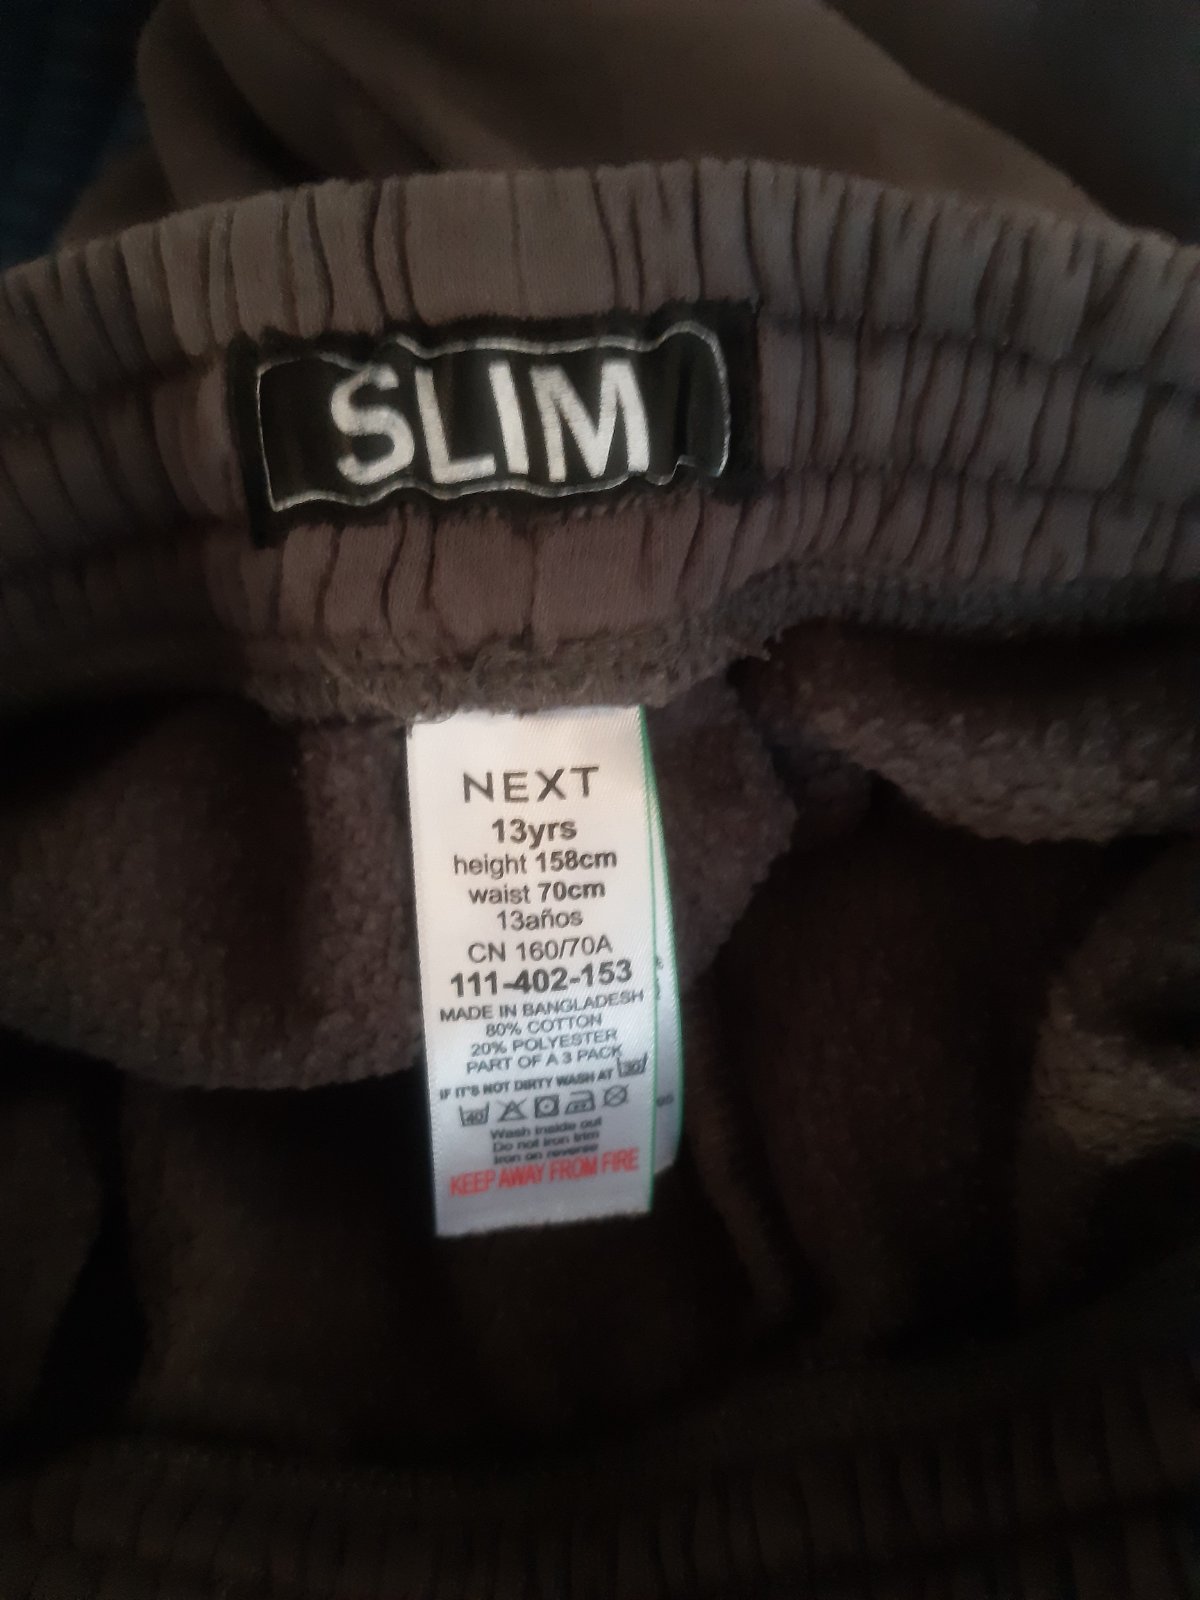 SLIM
NEXT
13yrs
height 158cm
waist 70cm
13años
CN 160/70A
111-402-153
MADE IN BANGLADESH
80% COTTON
20% POLYESTER
PART OF A 3 PACK
IF IT'S NOT DIRTY WASH AT 30
40
Wash inside out
Do not iron trim
Iron on reverse
KEEP AWAY FROM FIRE